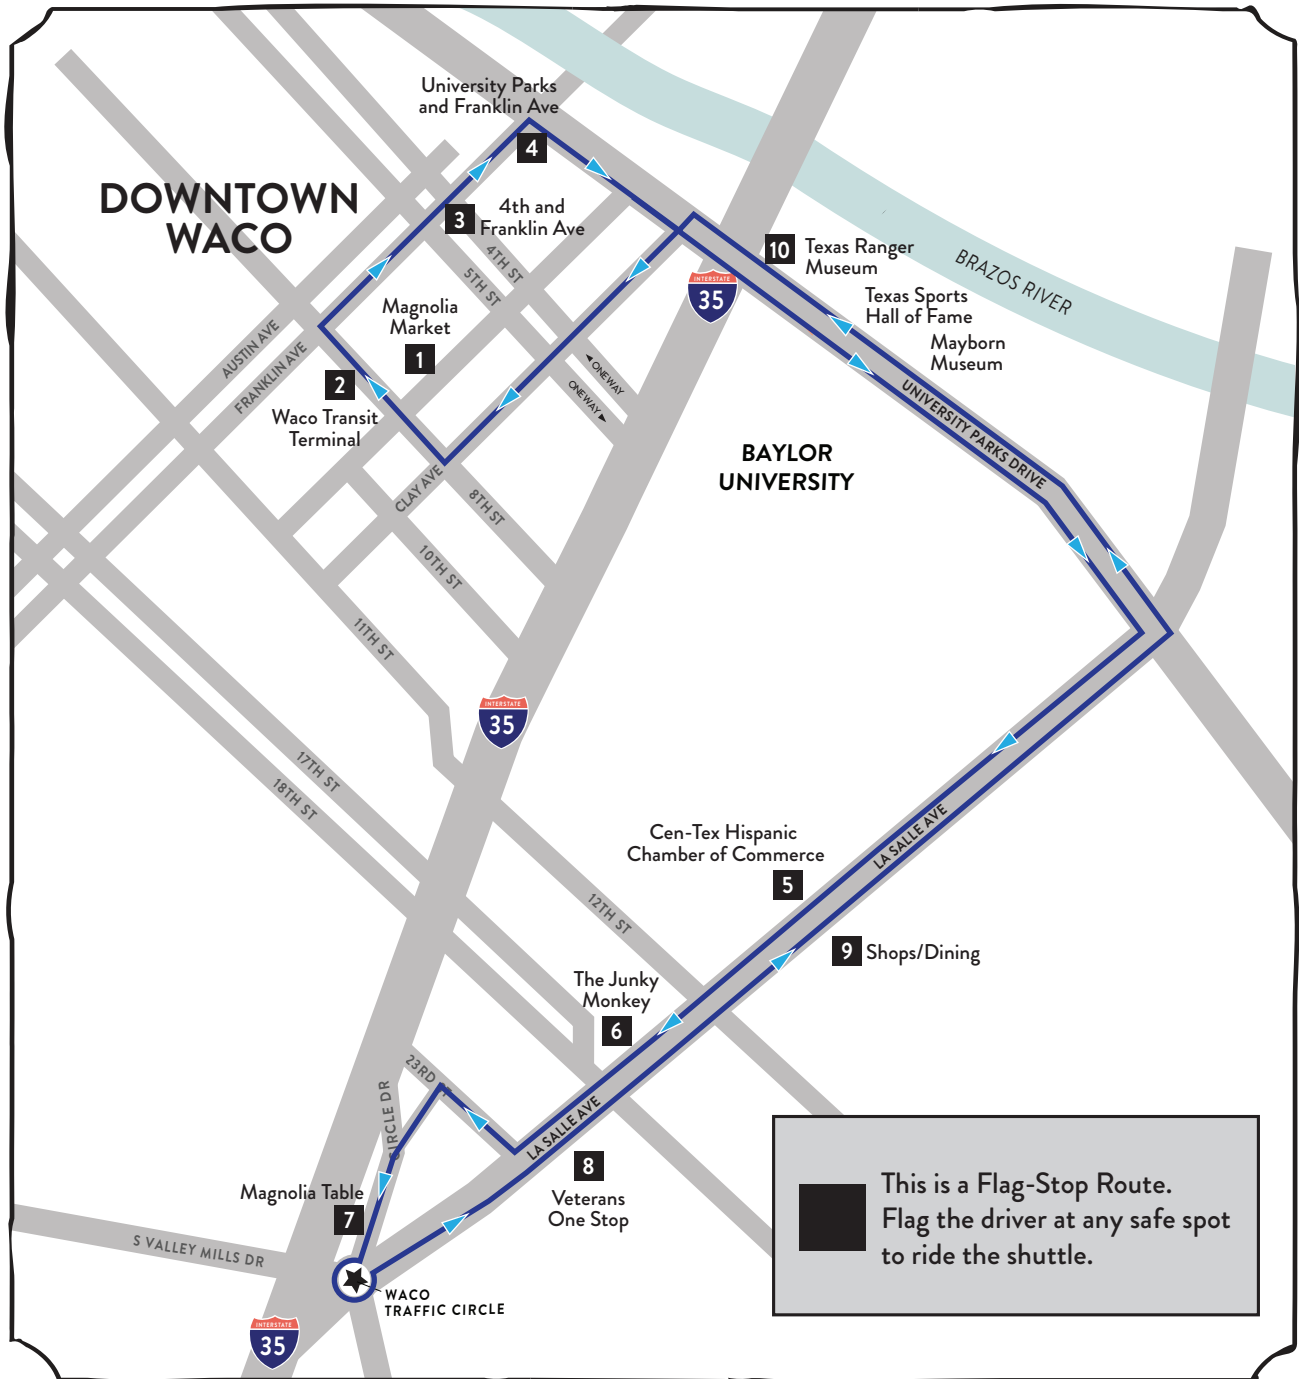 University Parks
and Franklin Ave
4
DOWNTOWN
WACO
3
4th and
Franklin Ave
4TH ST
5TH ST
10
Texas Ranger
Museum
BRAZOS RIVER
INTERSTATE
35
Texas Sports
Hall of Fame
Mayborn
Museum
Magnolia
Market
1
AUSTIN AVE
FRANKLIN AVE
2
Waco Transit
Terminal
ONEWAY
ONEWAY
UNIVERSITY PARKS DRIVE
BAYLOR
UNIVERSITY
CLAY AVE
8TH ST
10TH ST
11TH ST
INTERSTATE
35
17TH ST
18TH ST
Cen-Tex Hispanic
Chamber of Commerce
5
LA SALLE AVE
12TH ST
9
Shops/Dining
The Junky
Monkey
6
23RD
CIRCLE DR
LA SALLE AVE
8
Veterans
One Stop
Magnolia Table
7
S VALLEY MILLS DR
WACO
TRAFFIC CIRCLE
INTERSTATE
35
This is a Flag-Stop Route.
Flag the driver at any safe spot
to ride the shuttle.